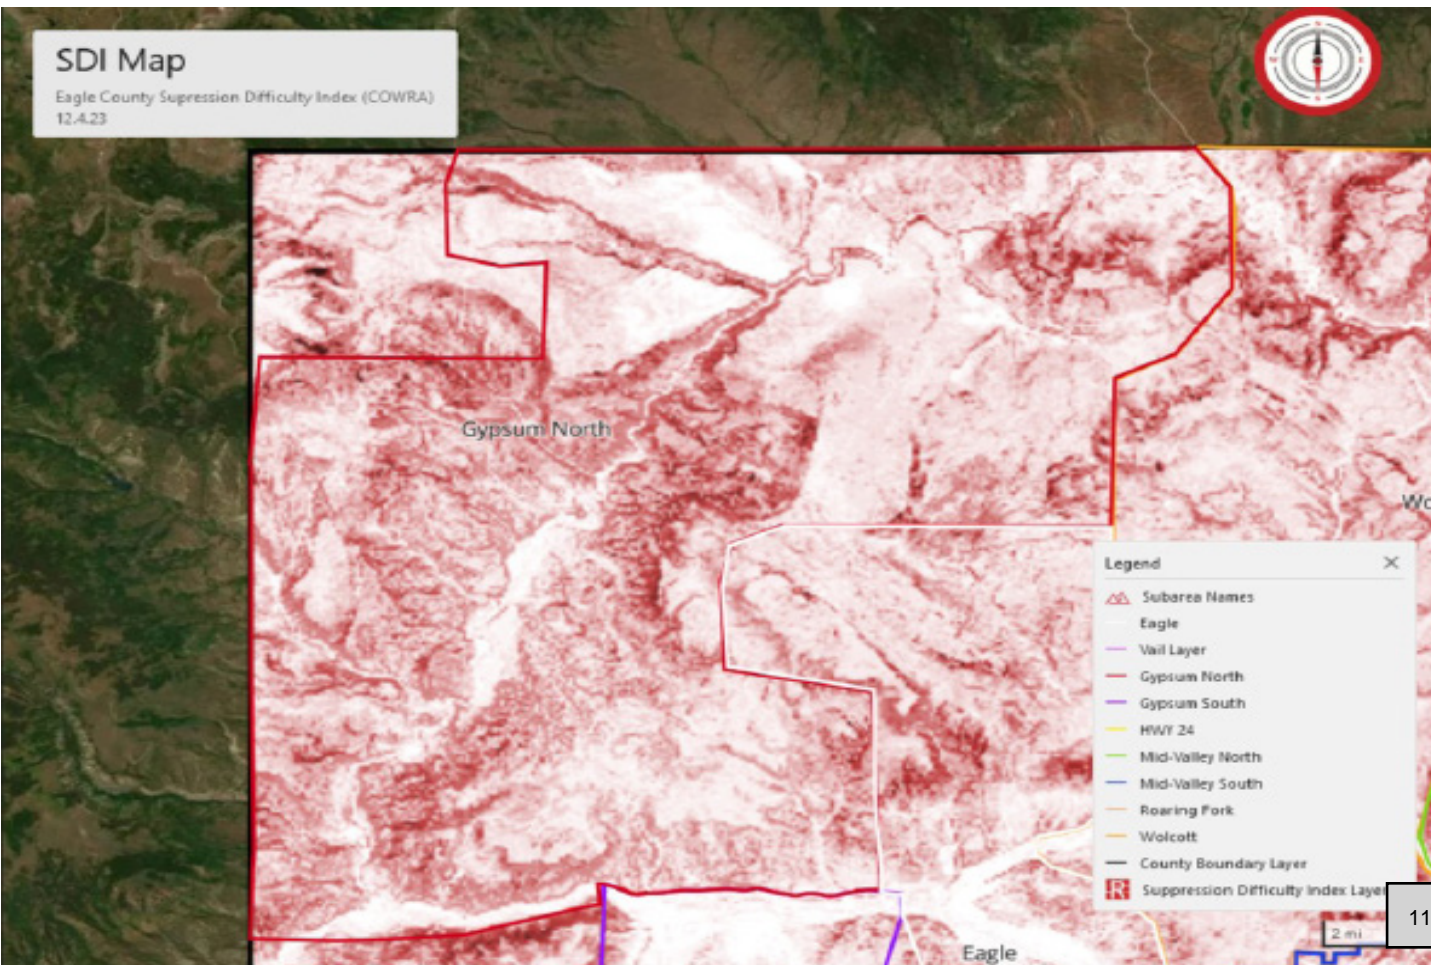 SDI Map
Eagle County Supression Difficulty Index (COWRA)
12.4.23
Gypsum North
Wo
Legend
Subarea Names
Eagle
Vail Layer
Gypsum North
Gypsum South
HWY 24
Mid-Valley North
Mid-Valley South
Roaring Fork
Wolcott
County Boundary Layer
Suppression Difficulty Index Layer
11
2 mi
Eagle